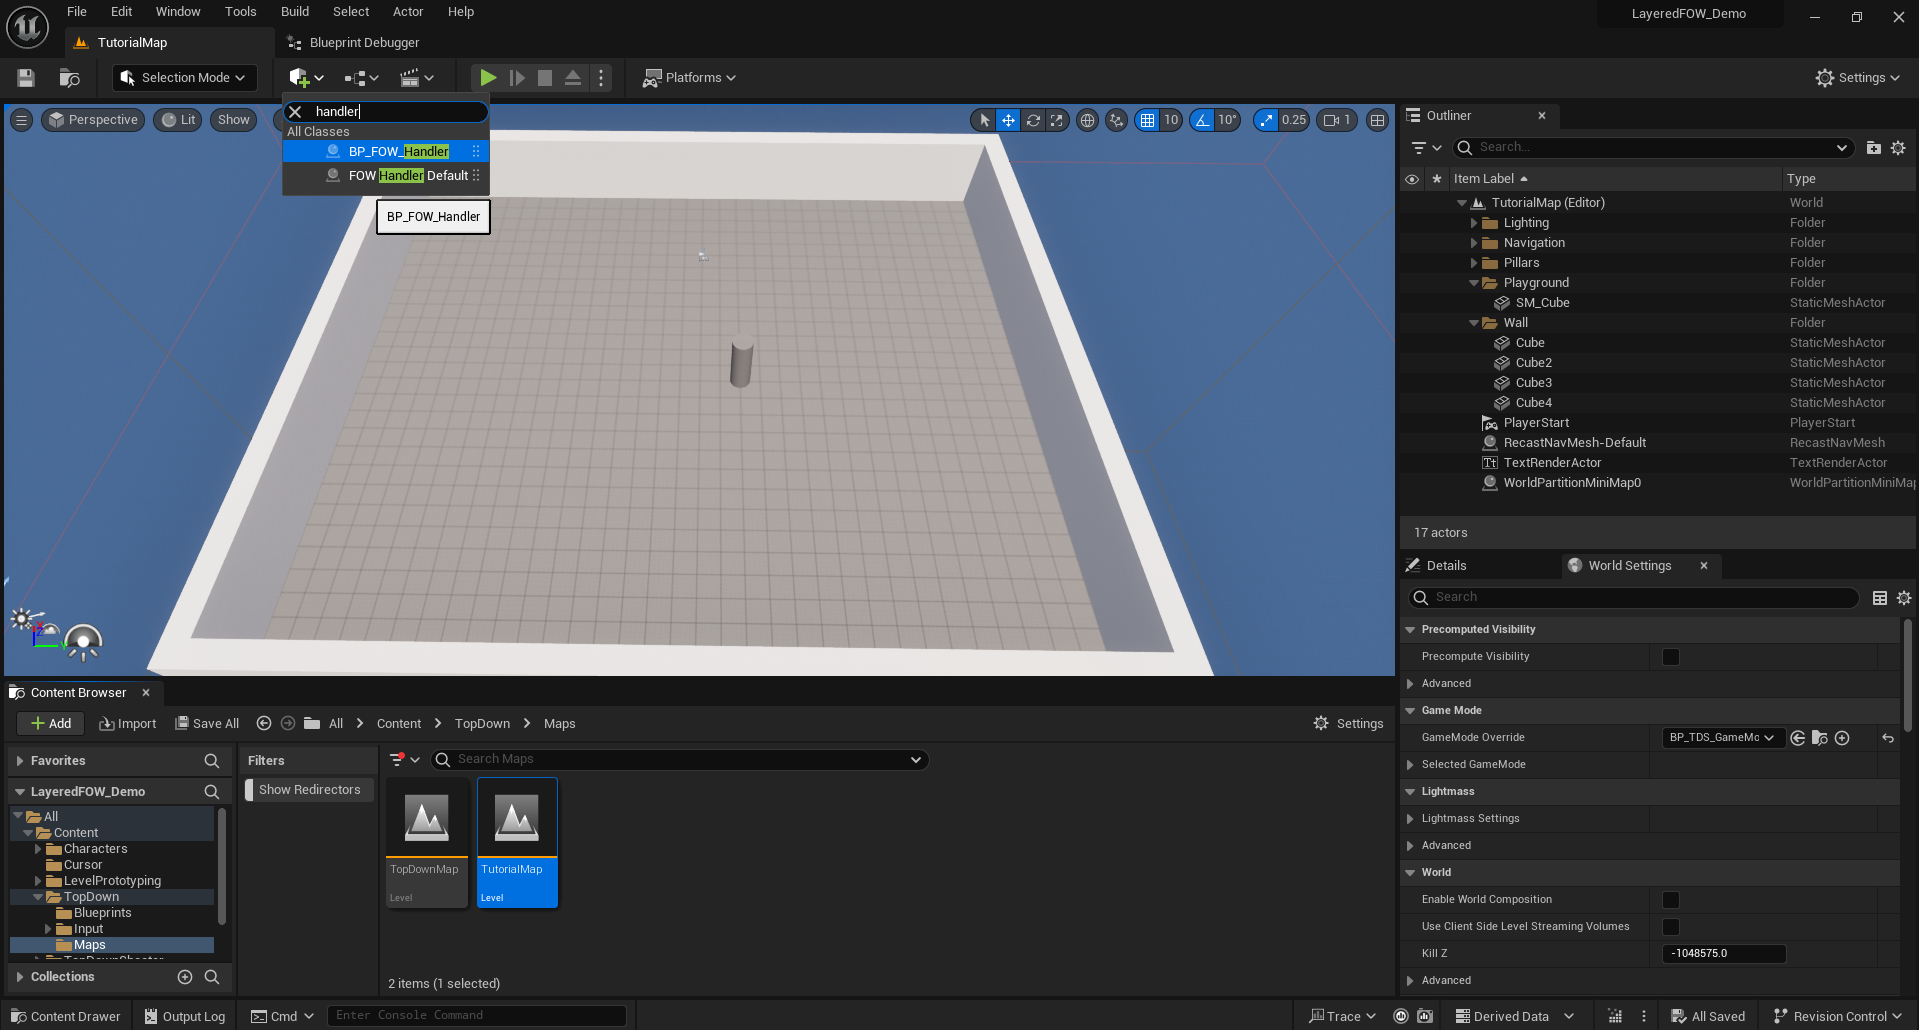 File Edit Window Tools Build Select Actor Help
LayeredFOW_Demo
TutorialMap
Blueprint Debugger
Selection Mode
Platforms
Settings
handler
All Classes
BP_FOW_Handler
FOW Handler Default
BP_FOW_Handler
Perspective
Lit
Show
10
10°
0.25
1
Outliner
Search...
Item Label
Type
TutorialMap (Editor) World
Lighting Folder
Navigation Folder
Pillars Folder
Playground Folder
SM_Cube StaticMeshActor
Wall Folder
Cube StaticMeshActor
Cube2 StaticMeshActor
Cube3 StaticMeshActor
Cube4 StaticMeshActor
PlayerStart PlayerStart
RecastNavMesh-Default RecastNavMesh
TextRenderActor TextRenderActor
WorldPartitionMiniMap0 WorldPartitionMiniMap
17 actors
Details
World Settings
Search
Precomputed Visibility
Precompute Visibility
Advanced
Game Mode
GameMode Override BP_TDS_GameMo
Selected GameMode
Lightmass
Lightmass Settings
Advanced
World
Enable World Composition
Use Client Side Level Streaming Volumes
Kill Z -1048575.0
Advanced
Content Browser
Add
Import
Save All
All
Content
TopDown
Maps
Settings
Favorites
LayeredFOW_Demo
All
Content
Characters
Cursor
LevelPrototyping
TopDown
Blueprints
Input
Maps
Collections
Filters
Show Redirectors
Search Maps
TopDownMap
Level
TutorialMap
Level
2 items (1 selected)
Content Drawer
Output Log
Cmd
Enter Console Command
Trace
Derived Data
All Saved
Revision Control